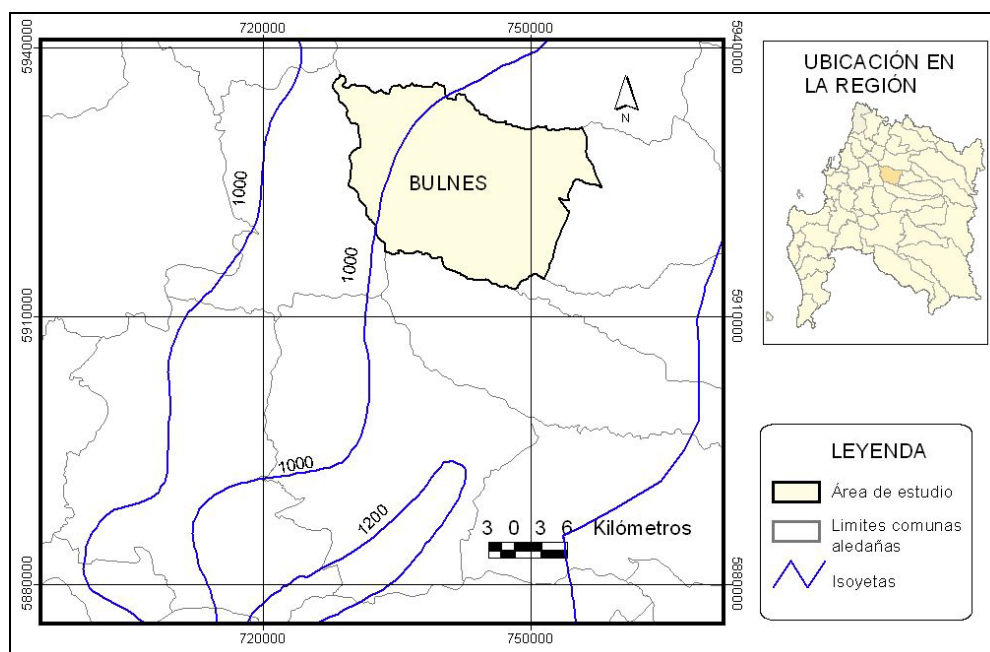 720000
750000
5940000
5940000
UBICACIÓN EN
LA REGIÓN
N
1000
BULNES
1000
5910000
5910000
1000
1200
LEYENDA
Área de estudio
Limites comunas
aledañas
Isoyetas
3 0 3 6 Kilómetros
5880000
5880000
720000
750000